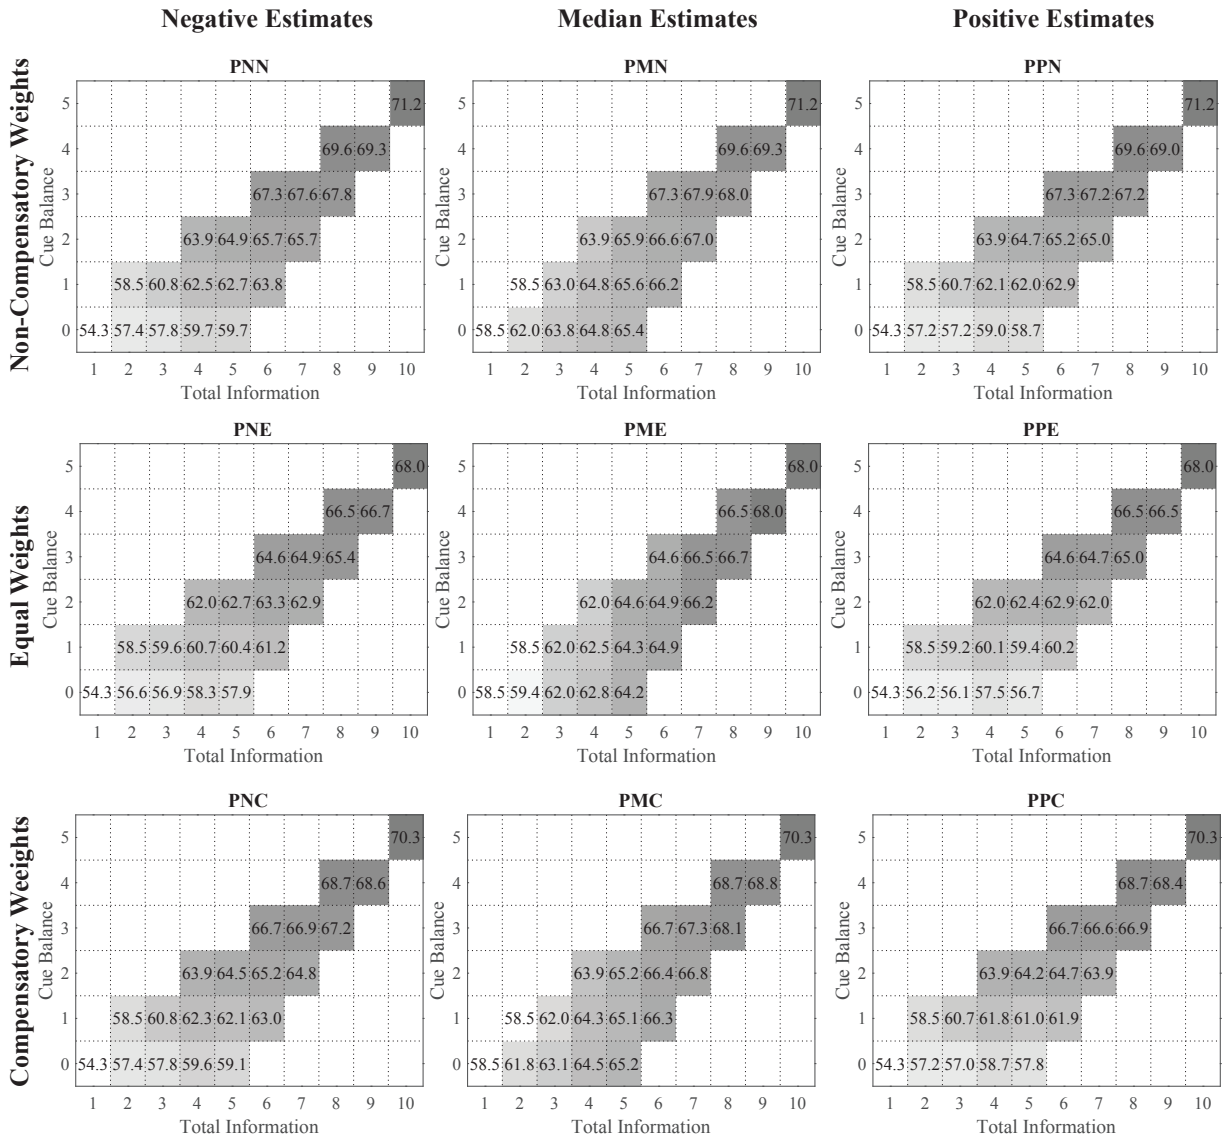 Negative Estimates Median Estimates Positive Estimates
Non-Compensatory Weights
PNN
Cue Balance
5 71.2
4 69.6 69.3
3 67.3 67.6 67.8
2 63.9 64.9 65.7 65.7
1 58.5 60.8 62.5 62.7 63.8
0 54.3 57.4 57.8 59.7 59.7
1 2 3 4 5 6 7 8 9 10
Total Information
PMN
Cue Balance
5 71.2
4 69.6 69.3
3 67.3 67.9 68.0
2 63.9 65.9 66.6 67.0
1 58.5 63.0 64.8 65.6 66.2
0 58.5 62.0 63.8 64.8 65.4
1 2 3 4 5 6 7 8 9 10
Total Information
PPN
Cue Balance
5 71.2
4 69.6 69.0
3 67.3 67.2 67.2
2 63.9 64.7 65.2 65.0
1 58.5 60.7 62.1 62.0 62.9
0 54.3 57.2 57.2 59.0 58.7
1 2 3 4 5 6 7 8 9 10
Total Information
Equal Weights
PNE
Cue Balance
5 68.0
4 66.5 66.7
3 64.6 64.9 65.4
2 62.0 62.7 63.3 62.9
1 58.5 59.6 60.7 60.4 61.2
0 54.3 56.6 56.9 58.3 57.9
1 2 3 4 5 6 7 8 9 10
Total Information
PME
Cue Balance
5 68.0
4 66.5 68.0
3 64.6 66.5 66.7
2 62.0 64.6 64.9 66.2
1 58.5 62.0 62.5 64.3 64.9
0 58.5 59.4 62.0 62.8 64.2
1 2 3 4 5 6 7 8 9 10
Total Information
PPE
Cue Balance
5 68.0
4 66.5 66.5
3 64.6 64.7 65.0
2 62.0 62.4 62.9 62.0
1 58.5 59.2 60.1 59.4 60.2
0 54.3 56.2 56.1 57.5 56.7
1 2 3 4 5 6 7 8 9 10
Total Information
Compensatory Weeights
PNC
Cue Balance
5 70.3
4 68.7 68.6
3 66.7 66.9 67.2
2 63.9 64.5 65.2 64.8
1 58.5 60.8 62.3 62.1 63.0
0 54.3 57.4 57.8 59.6 59.1
1 2 3 4 5 6 7 8 9 10
Total Information
PMC
Cue Balance
5 70.3
4 68.7 68.8
3 66.7 67.3 68.1
2 63.9 65.2 66.4 66.8
1 58.5 62.0 64.3 65.1 66.3
0 58.5 61.8 63.1 64.5 65.2
1 2 3 4 5 6 7 8 9 10
Total Information
PPC
Cue Balance
5 70.3
4 68.7 68.4
3 66.7 66.6 66.9
2 63.9 64.2 64.7 63.9
1 58.5 60.7 61.8 61.0 61.9
0 54.3 57.2 57.0 58.7 57.8
1 2 3 4 5 6 7 8 9 10
Total Information